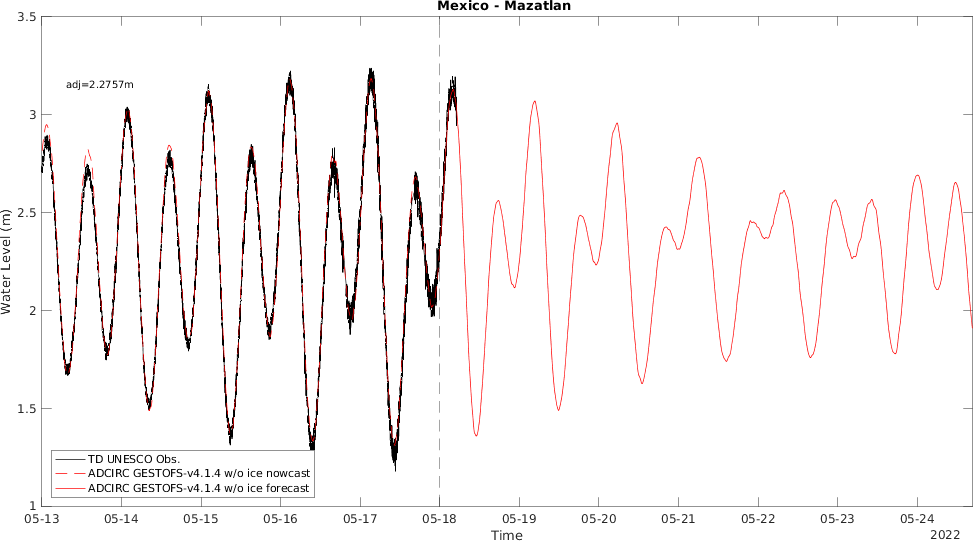 Mexico - Mazatlan
3.5
adj=2.2757m
3
2.5
Water Level (m)
2
1.5
TD UNESCO Obs.
ADCIRC GESTOFS-v4.1.4 w/o ice nowcast
ADCIRC GESTOFS-v4.1.4 w/o ice forecast
1
05-13 05-14 05-15 05-16 05-17 05-18 05-19 05-20 05-21 05-22 05-23 05-24
Time
2022